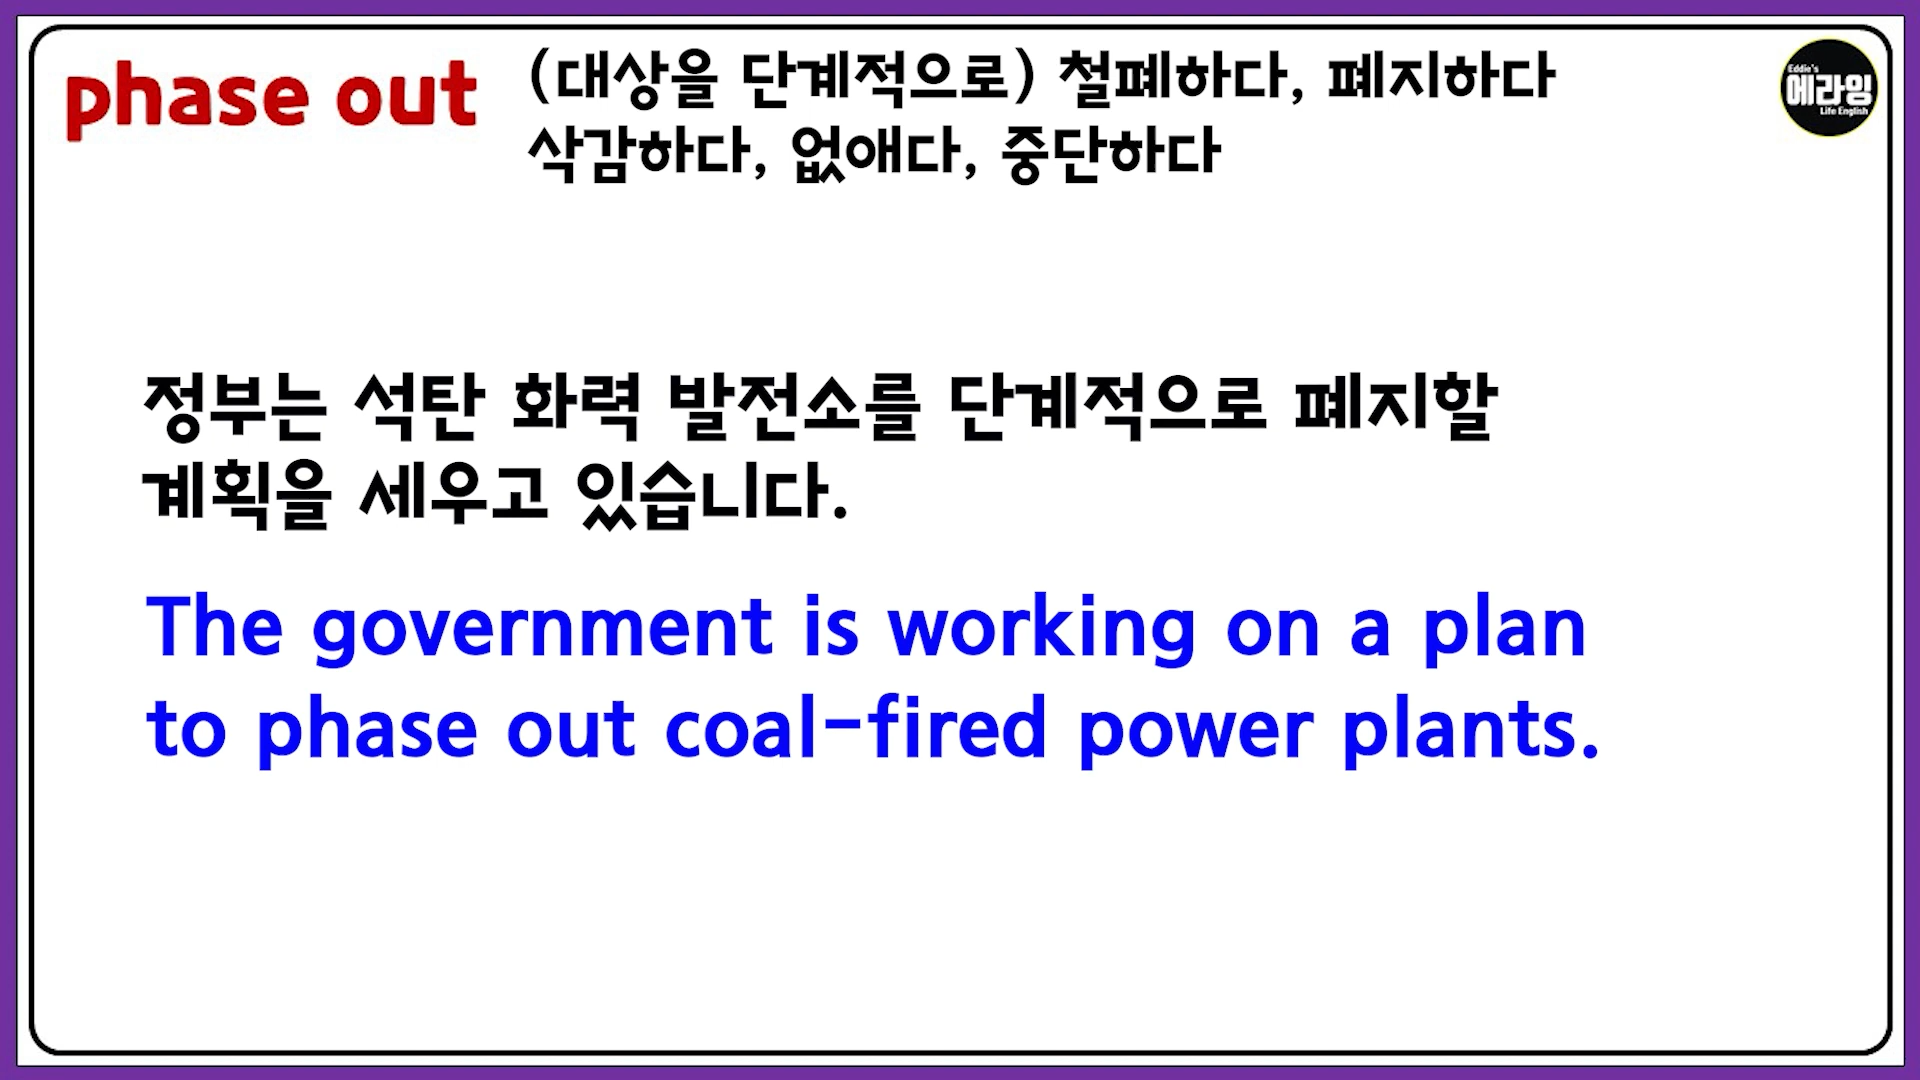 phase out
(대상을 단계적으로) 철폐하다, 폐지하다
삭감하다, 없애다, 중단하다
Eddie's
에라잉
Life English
정부는 석탄 화력 발전소를 단계적으로 폐지할
계획을 세우고 있습니다.
The government is working on a plan
to phase out coal-fired power plants.